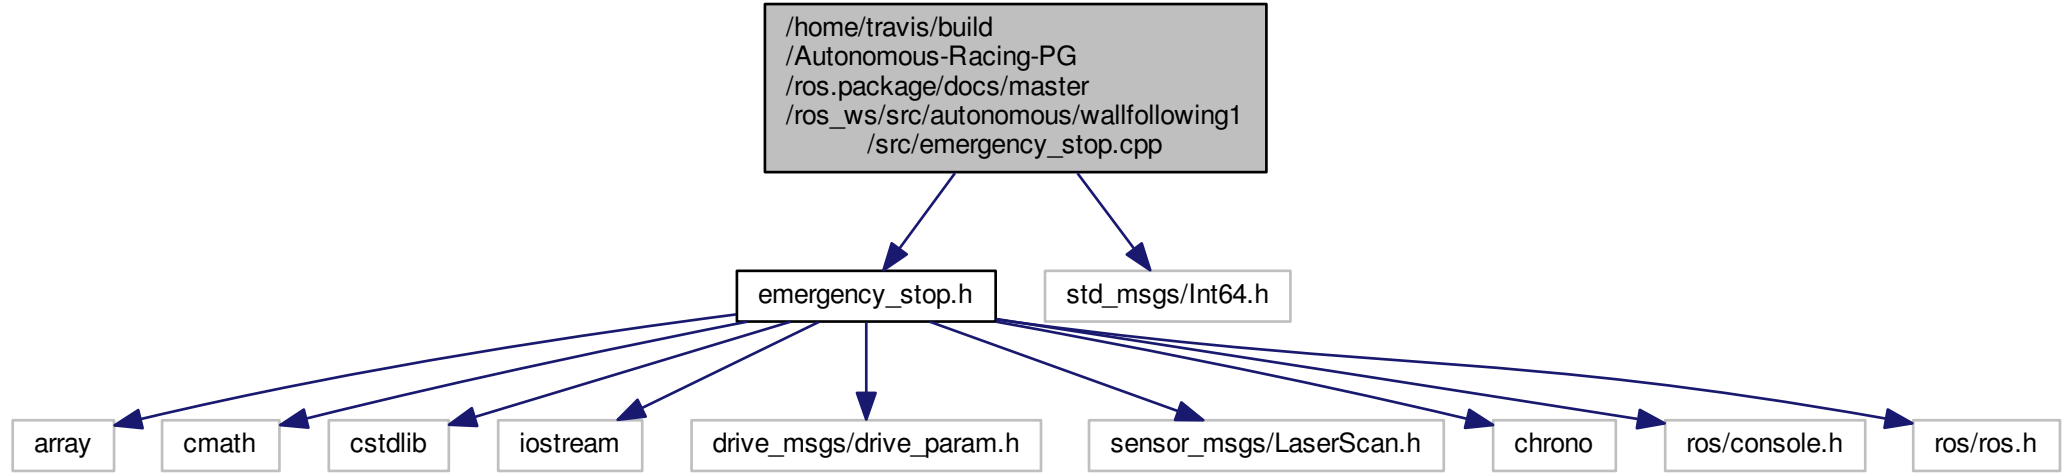 /home/travis/build
/Autonomous-Racing-PG
/ros.package/docs/master
/ros_ws/src/autonomous/wallfollowing1
/src/emergency_stop.cpp
emergency_stop.h
std_msgs/Int64.h
array
cmath
cstdlib
iostream
drive_msgs/drive_param.h
sensor_msgs/LaserScan.h
chrono
ros/console.h
ros/ros.h